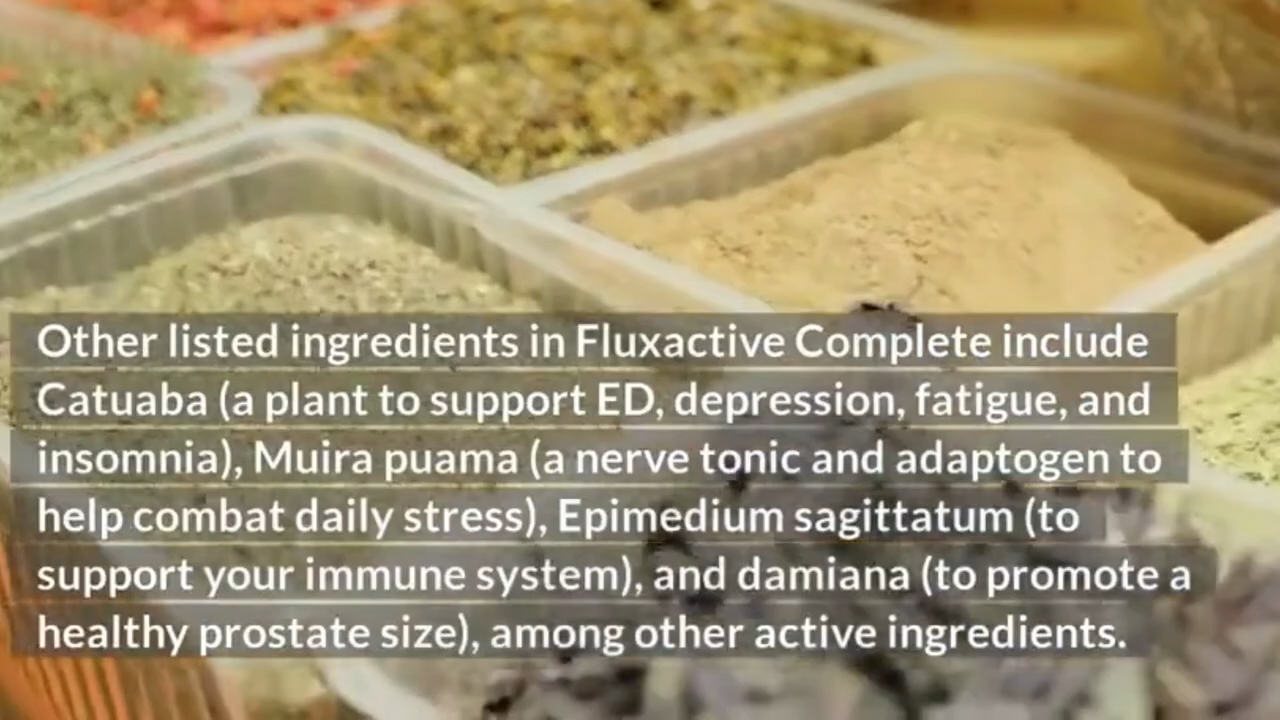 Other listed ingredients in Fluxactive Complete include
Catuaba (a plant to support ED, depression, fatigue, and
insomnia), Muira puama (a nerve tonic and adaptogen to
help combat daily stress), Epimedium sagittatum (to
support your immune system), and damiana (to promote a
healthy prostate size), among other active ingredients.